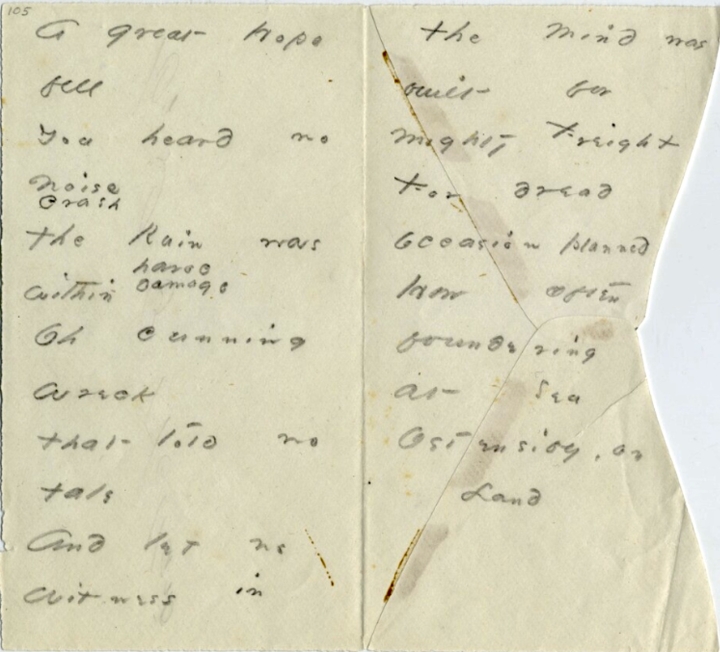 105
A great Hope
fell
You heard no
noise
Crash
The Ruin was
havoc
within damage
Oh cunning
Wreck
that told no
tale
And let no
Witness in
The Mind was
built for
mighty Freight
For dread
occasion planned
How often
foundering
at Sea
Ostensibly, on
Land